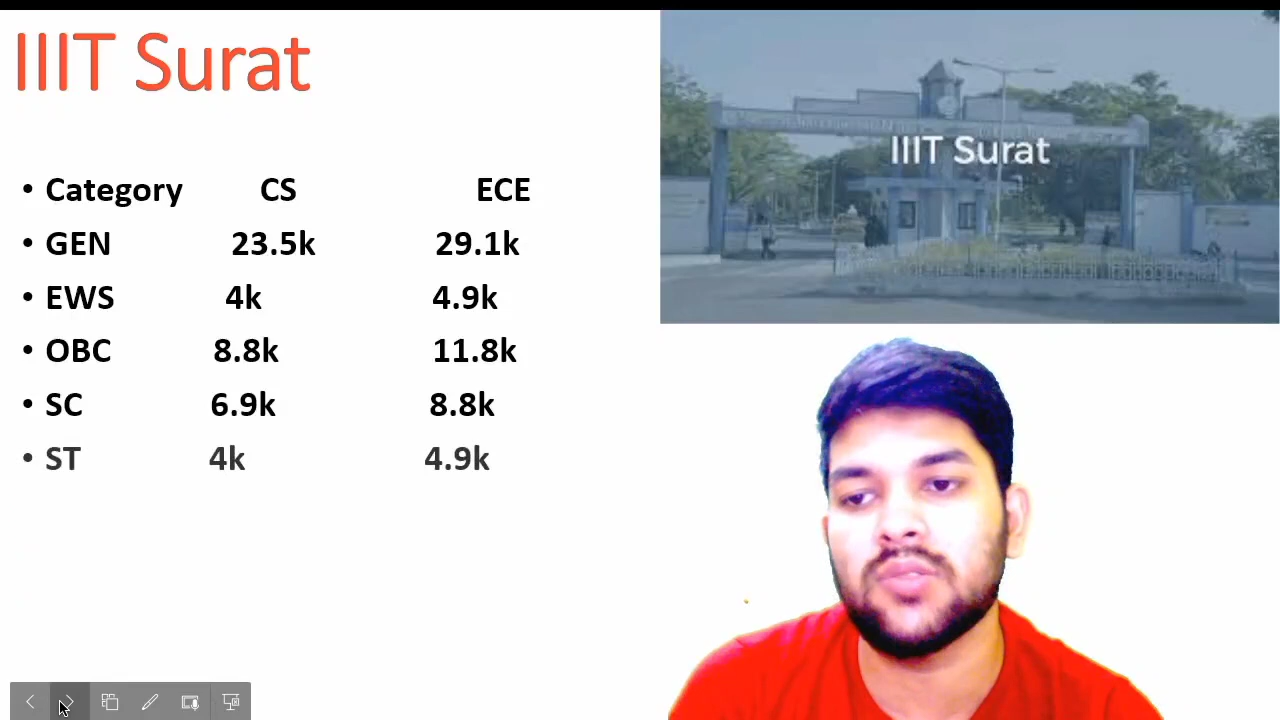 IIIT Surat
IIIT Surat
• Category CS ECE
• GEN 23.5k 29.1k
• EWS 4k 4.9k
• OBC 8.8k 11.8k
• SC 6.9k 8.8k
• ST 4k 4.9k